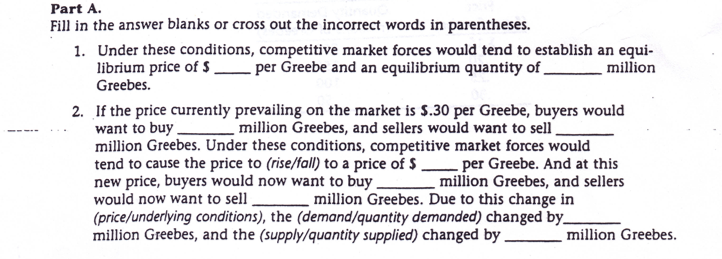 Part A.
Fill in the answer blanks or cross out the incorrect words in parentheses.
1. Under these conditions, competitive market forces would tend to establish an equi-
librium price of $ _____ per Greebe and an equilibrium quantity of ________ million
Greebes.
2. If the price currently prevailing on the market is $.30 per Greebe, buyers would
want to buy ________ million Greebes, and sellers would want to sell ________
million Greebes. Under these conditions, competitive market forces would
tend to cause the price to (rise/fall) to a price of $ _____ per Greebe. And at this
new price, buyers would now want to buy ________ million Greebes, and sellers
would now want to sell ________ million Greebes. Due to this change in
(price/underlying conditions), the (demand/quantity demanded) changed by________
million Greebes, and the (supply/quantity supplied) changed by ________ million Greebes.